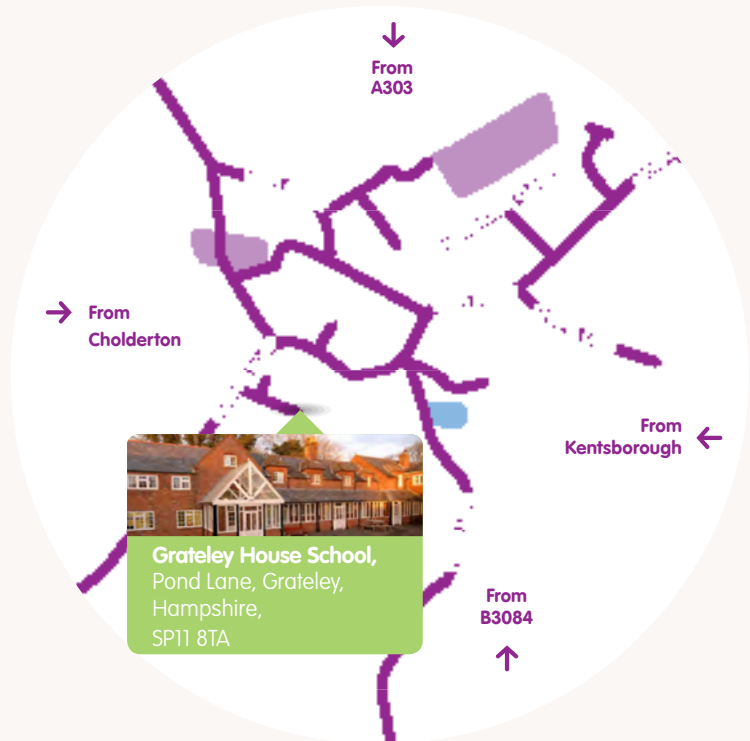 From
A303
From
Cholderton
From
Kentsborough
Grateley House School,
Pond Lane, Grateley,
Hampshire,
SP11 8TA
From
B3084